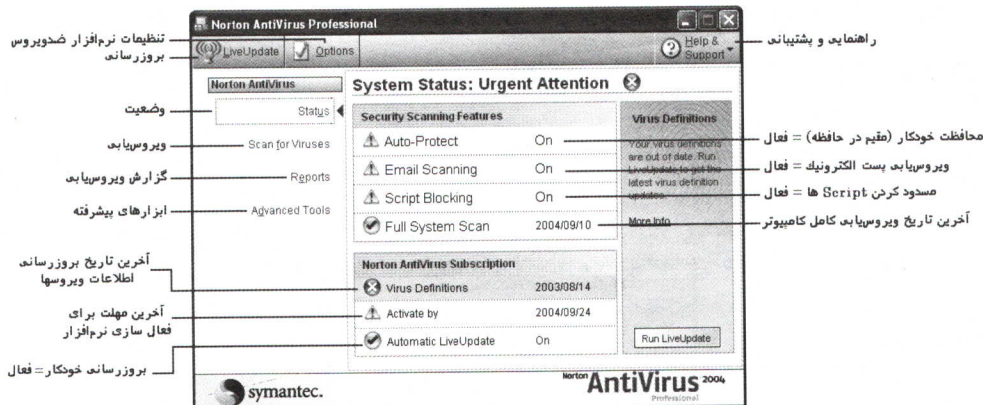 Norton AntiVirus Professional
LiveUpdate
Options
Help & Support
Norton AntiVirus
Status
Scan for Viruses
Reports
Advanced Tools
System Status: Urgent Attention
Security Scanning Features
Auto-Protect On
Email Scanning On
Script Blocking On
Full System Scan 2004/09/10
Norton AntiVirus Subscription
Virus Definitions 2003/08/14
Activate by 2004/09/24
Automatic LiveUpdate On
Virus Definitions
Your virus definitions
are out of date. Run
LiveUpdate to get the
latest virus definition
updates.
More Info
Run LiveUpdate
symantec.
Norton AntiVirus 2004
Professional
تنظیمات نرم‌افزار ضدویروس
بروزرسانی
وضعیت
ویروس‌یابی
گزارش ویروس‌یابی
ابزارهای پیشرفته
آخرین تاریخ بروزرسانی
اطلاعات ویروسها
آخرین مهلت برای
فعال سازی نرم‌افزار
بروزرسانی خودکار = فعال
راهنمایی و پشتیبانی
محافظت خودکار (مقیم در حافظه) = فعال
ویروس‌یابی پست الکترونیك = فعال
مسدود کردن Script ها = فعال
آخرین تاریخ ویروس‌یابی کامل کامپیوتر